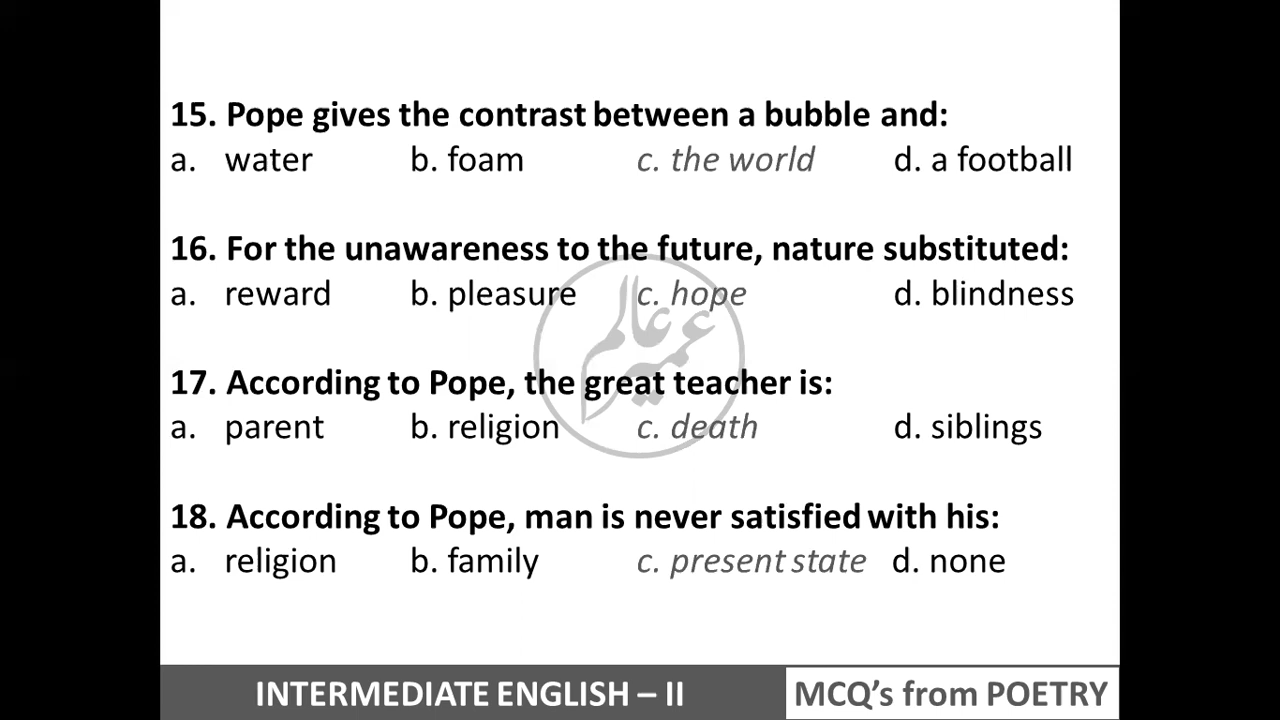 15. Pope gives the contrast between a bubble and:
a. water b. foam c. the world d. a football
16. For the unawareness to the future, nature substituted:
a. reward b. pleasure c. hope d. blindness
عمیر عالم
17. According to Pope, the great teacher is:
a. parent b. religion c. death d. siblings
18. According to Pope, man is never satisfied with his:
a. religion b. family c. present state d. none
INTERMEDIATE ENGLISH – II MCQ’s from POETRY